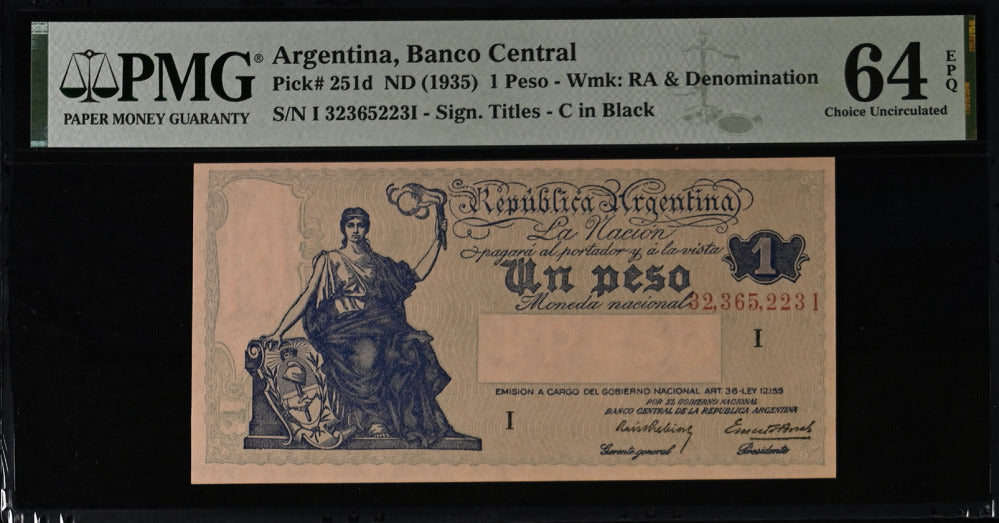 PMG®
PAPER MONEY GUARANTY
Argentina, Banco Central
Pick# 251d ND (1935) 1 Peso - Wmk: RA & Denomination
S/N I 32365223I - Sign. Titles - C in Black
64
EPQ
Choice Uncirculated
República Argentina
La Nación
pagará al portador y á la vista
1
Un peso
Moneda nacional
32,365,223 I
I
EMISION A CARGO DEL GOBIERNO NACIONAL ART. 36-LEY 12155
POR EL GOBIERNO NACIONAL
BANCO CENTRAL DE LA REPUBLICA ARGENTINA
I
Gerente general
Presidente
1